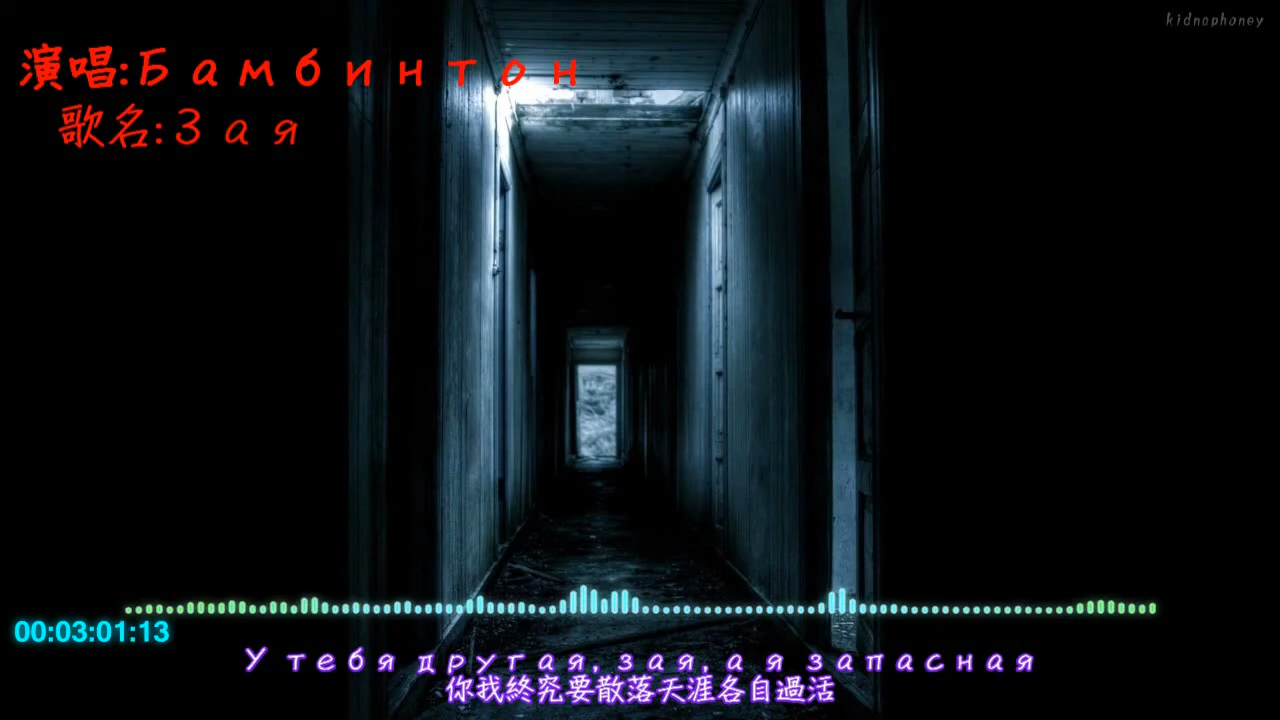 kidnophoney
演唱:Бамбинтон
歌名:Зая
00:03:01:13
У тебя другая, зая, а я запасная
你我終究要散落天涯各自過活